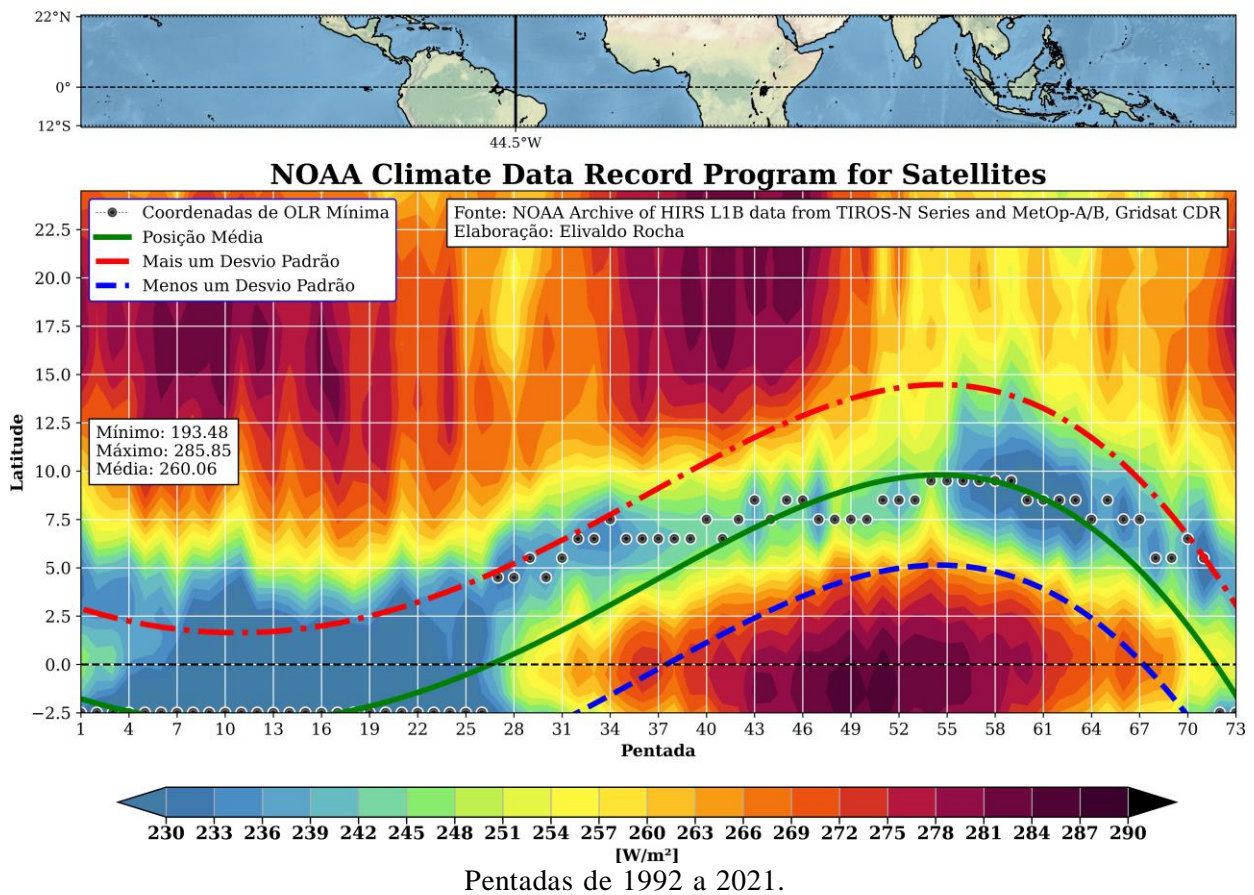 22°N
0°
12°S
44.5°W
NOAA Climate Data Record Program for Satellites
Coordenadas de OLR Mínima
Posição Média
Mais um Desvio Padrão
Menos um Desvio Padrão
Fonte: NOAA Archive of HIRS L1B data from TIROS-N Series and MetOp-A/B, Gridsat CDR
Elaboração: Elivaldo Rocha
Mínimo: 193.48
Máximo: 285.85
Média: 260.06
Latitude
22.5
20.0
17.5
15.0
12.5
10.0
7.5
5.0
2.5
0.0
−2.5
1 4 7 10 13 16 19 22 25 28 31 34 37 40 43 46 49 52 55 58 61 64 67 70 73
Pentada
230 233 236 239 242 245 248 251 254 257 260 263 266 269 272 275 278 281 284 287 290
[W/m²]
Pentadas de 1992 a 2021.